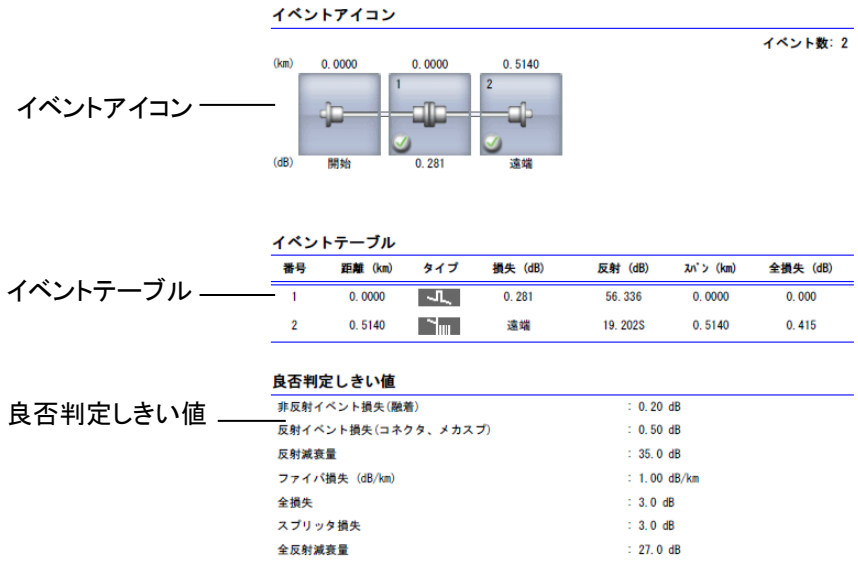 イベントアイコン
イベント数: 2
(km) 0.0000 0.0000 0.5140
1 2
イベントアイコン
(dB) 開始 0.281 遠端
イベントテーブル
番号 距離 (km) タイプ 損失 (dB) 反射 (dB) ｽﾊﾟﾝ (km) 全損失 (dB)
イベントテーブル
1 0.0000 0.281 56.336 0.0000 0.000
2 0.5140 遠端 19.202S 0.5140 0.415
良否判定しきい値
非反射イベント損失(融着) : 0.20 dB
良否判定しきい値
反射イベント損失(コネクタ、メカスプ) : 0.50 dB
反射減衰量 : 35.0 dB
ファイバ損失 (dB/km) : 1.00 dB/km
全損失 : 3.0 dB
スプリッタ損失 : 3.0 dB
全反射減衰量 : 27.0 dB